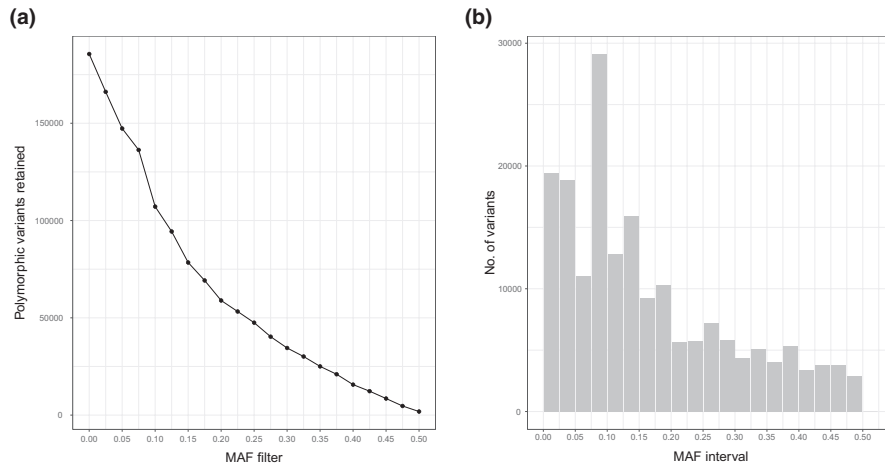 (a)
Polymorphic variants retained
150000
100000
50000
0
0.00 0.05 0.10 0.15 0.20 0.25 0.30 0.35 0.40 0.45 0.50
MAF filter
(b)
No. of variants
30000
20000
10000
0
0.00 0.05 0.10 0.15 0.20 0.25 0.30 0.35 0.40 0.45 0.50
MAF interval